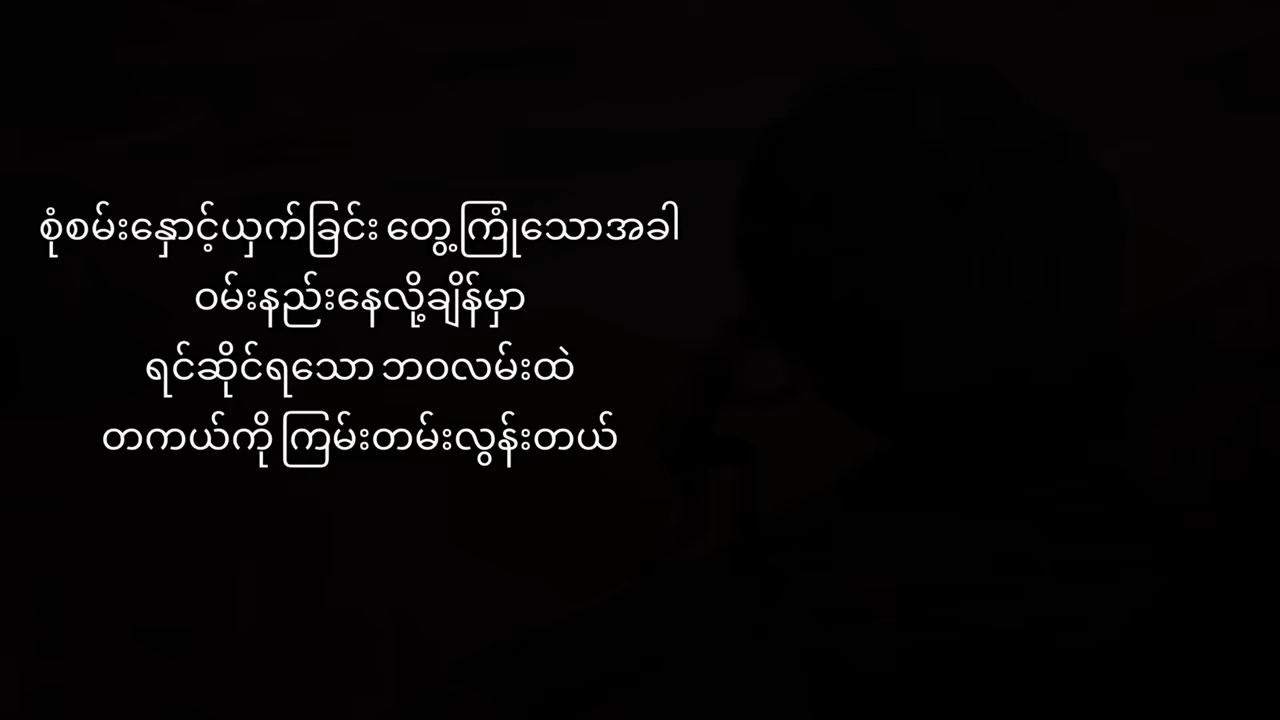 စုံစမ်းနှောင့်ယှက်ခြင်း တွေ့ကြုံသောအခါ
ဝမ်းနည်းနေလို့ချိန်မှာ
ရင်ဆိုင်ရသော ဘဝလမ်းထဲ
တကယ်ကို ကြမ်းတမ်းလွန်းတယ်